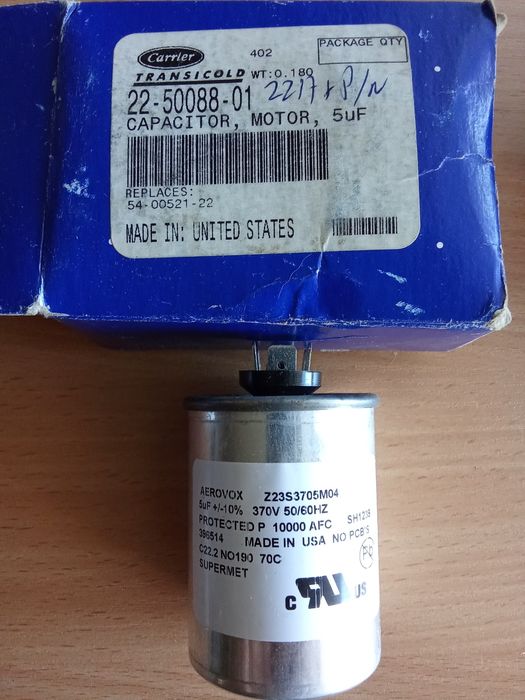 Carrier
402
PACKAGE QTY
TRANSICOLD WT:0.180
22-50088-01
CAPACITOR, MOTOR, 5uF
REPLACES:
54-00521-22
MADE IN: UNITED STATES
AEROVOX Z23S3705M04
5uF +/-10% 370V 50/60HZ
PROTECTED P 10000 AFC SH1238
396514 MADE IN USA NO PCB'S
C22.2 NO190 70C
SUPERMET
C US